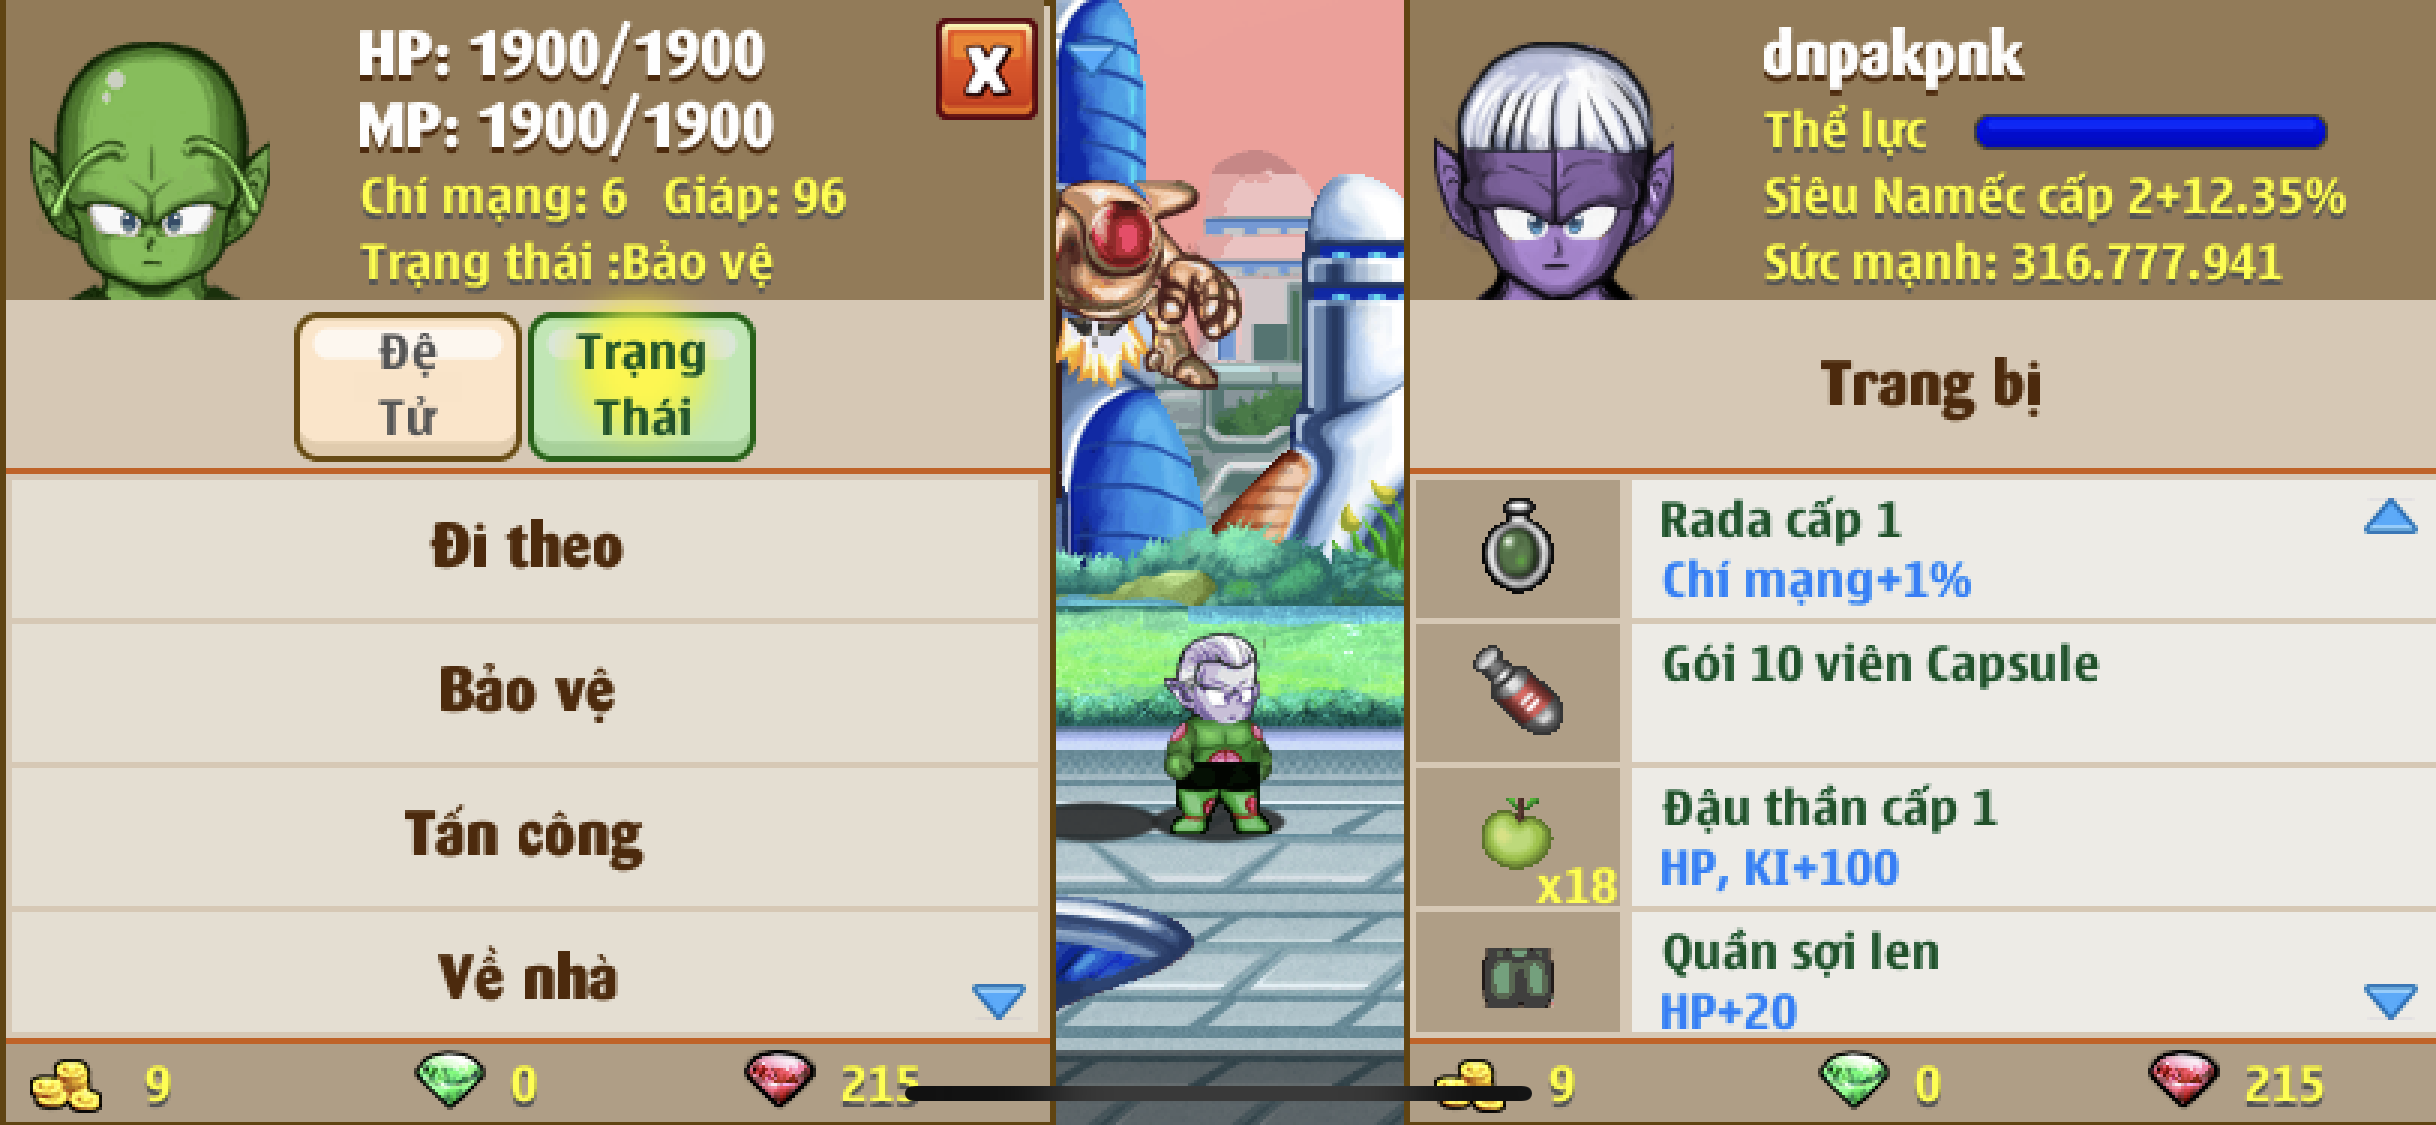 HP: 1900/1900
MP: 1900/1900
Chí mạng: 6 Giáp: 96
Trạng thái :Bảo vệ
X
Đệ
Tử
Trạng
Thái
Đi theo
Bảo vệ
Tấn công
Về nhà
9
0
215
dnpakpnk
Thể lực
Siêu Namếc cấp 2+12.35%
Sức mạnh: 316.777.941
Trang bị
Rada cấp 1
Chí mạng+1%
Gói 10 viên Capsule
Đậu thần cấp 1
HP, KI+100
x18
Quần sợi len
HP+20
9
0
215